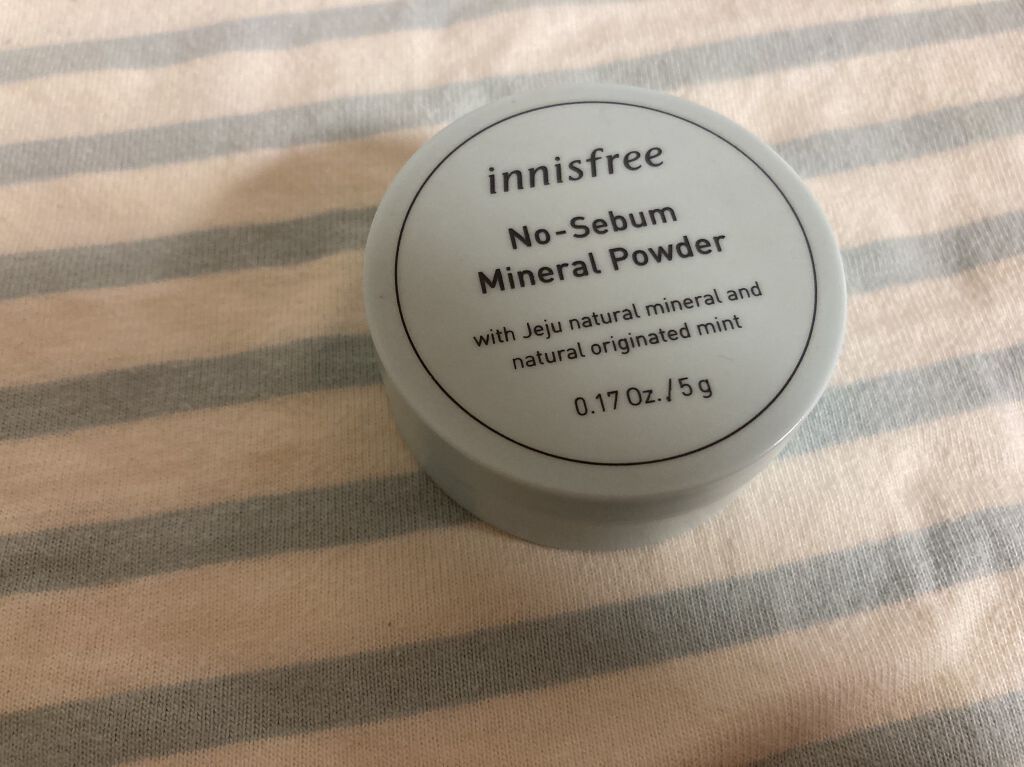 innisfree
No-Sebum
Mineral Powder
with Jeju natural mineral and
natural originated mint
0.17 Oz./ 5 g